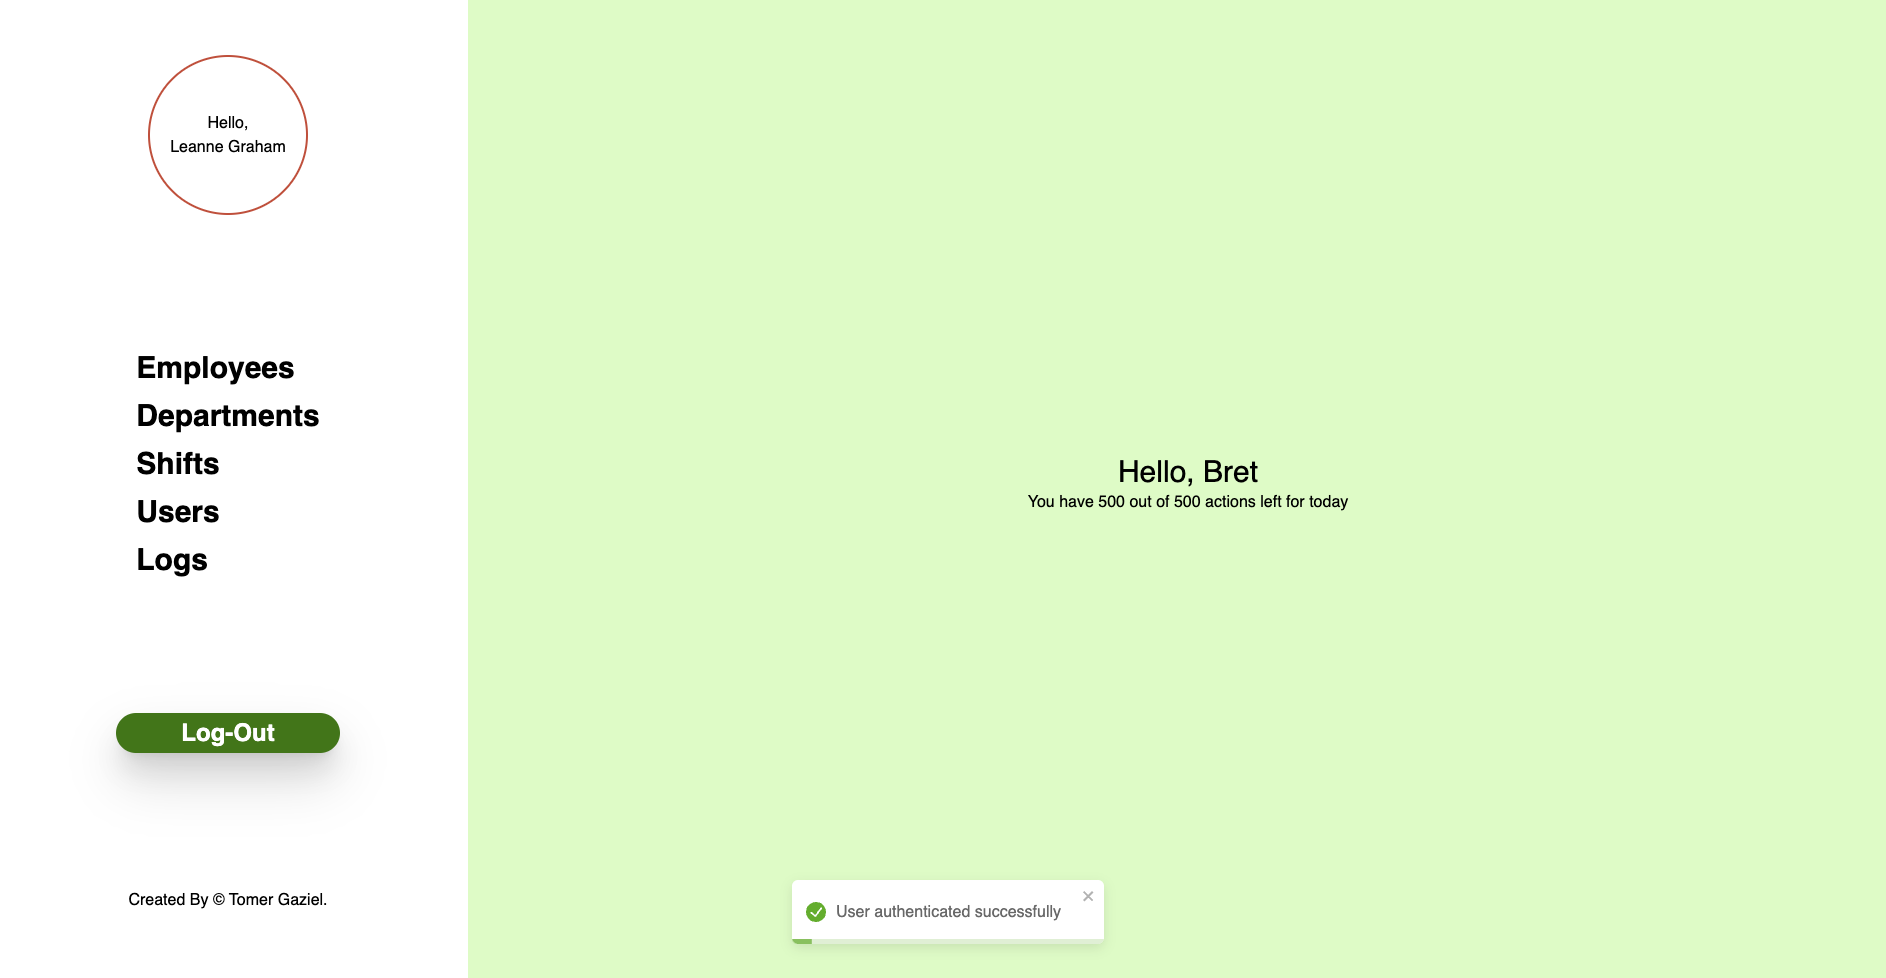 Hello,
Leanne Graham
Employees
Departments
Shifts
Users
Logs
Log-Out
Created By © Tomer Gaziel.
Hello, Bret
You have 500 out of 500 actions left for today
User authenticated successfully